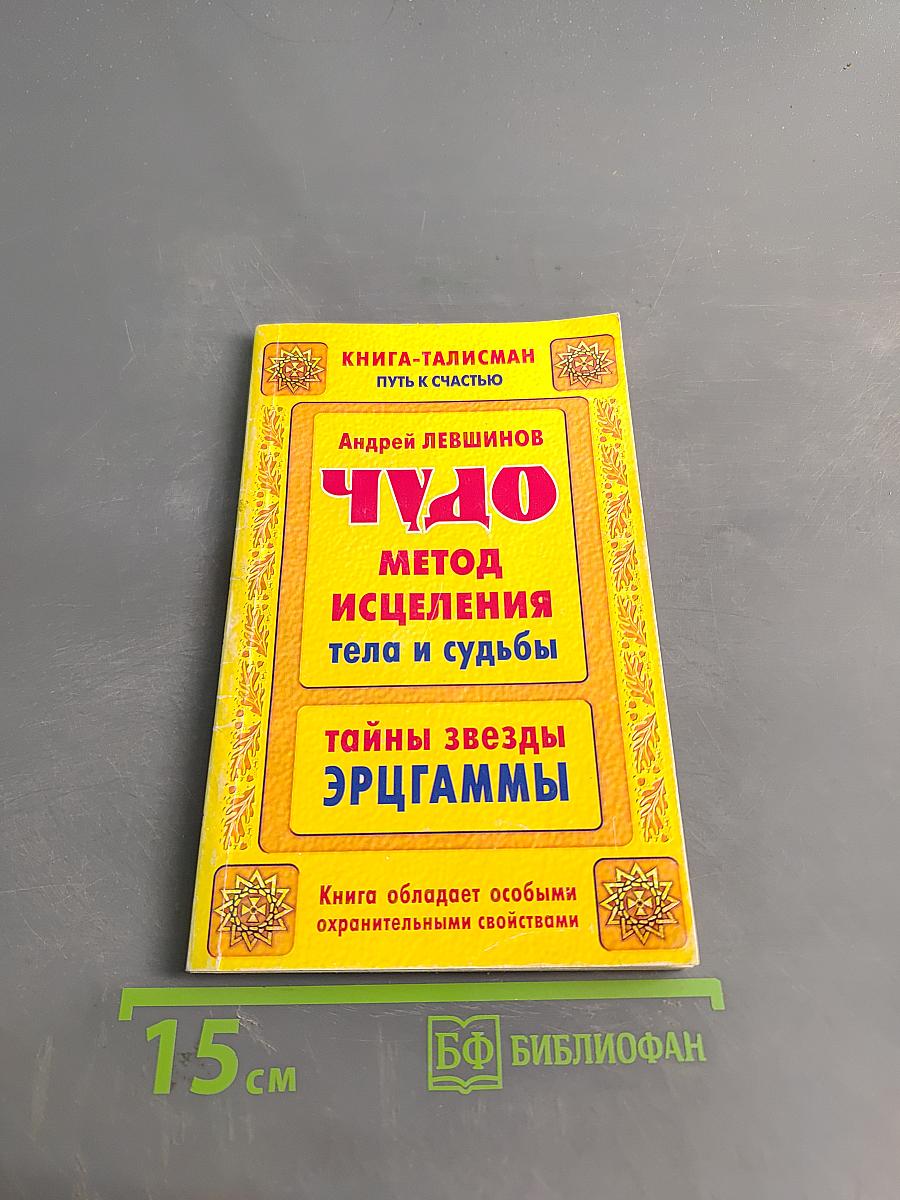 КНИГА-ТАЛИСМАН
ПУТЬ К СЧАСТЬЮ
Андрей ЛЕВШИНОВ
ЧУДО
МЕТОД
ИСЦЕЛЕНИЯ
тела и судьбы
тайны звезды
ЭРЦГАММЫ
Книга обладает особыми
охранительными свойствами
15 см
БФ БИБЛИОФАН